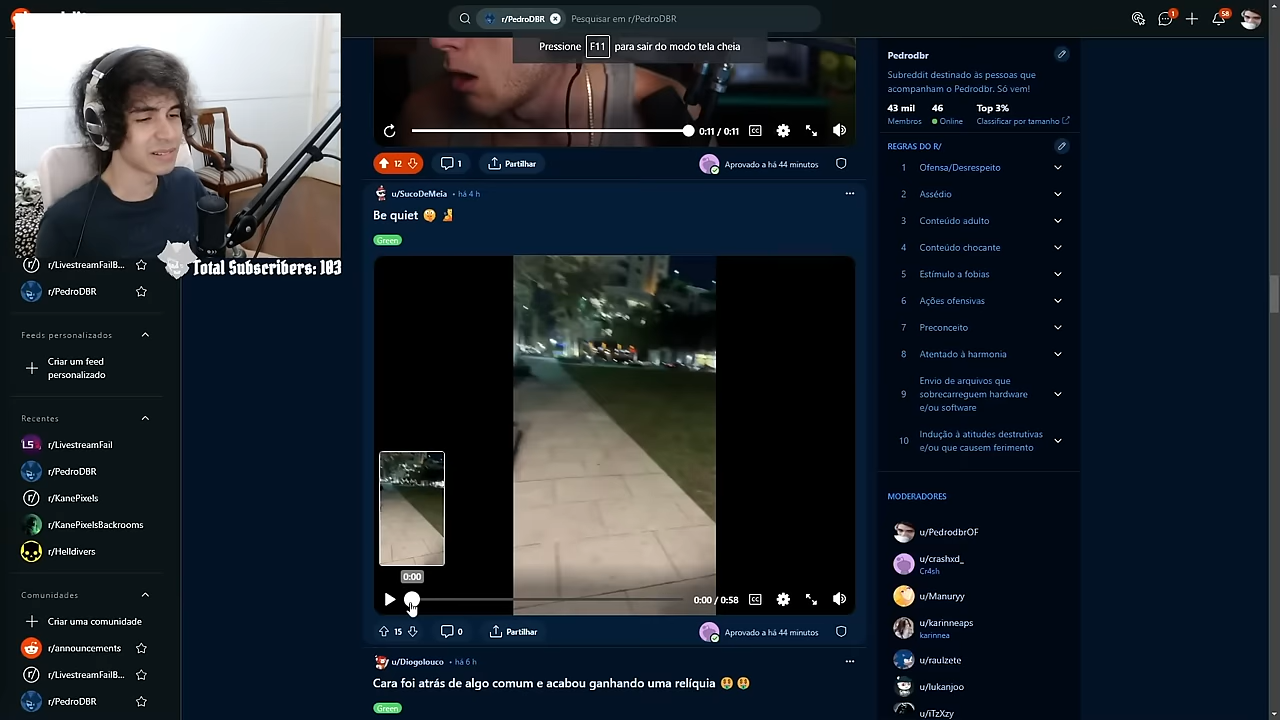 r/PedroDBR
Pesquisar em r/PedroDBR
1
58
Pressione F11 para sair do modo tela cheia
Total Subscribers: 183
r/LivestreamFailB...
r/PedroDBR
Feeds personalizados
Criar um feed
personalizado
Recentes
LS
r/LivestreamFail
r/PedroDBR
r/KanePixels
r/KanePixelsBackrooms
r/Helldivers
Comunidades
Criar uma comunidade
r/announcements
r/LivestreamFailB...
r/PedroDBR
0:11 / 0:11
12
1
Partilhar
Aprovado a há 44 minutos
u/SucoDeMeia • há 4 h
Be quiet
Green
0:00
0:00 / 0:58
15
0
Partilhar
Aprovado a há 44 minutos
u/Diogolouco • há 6 h
Cara foi atrás de algo comum e acabou ganhando uma relíquia
Green
Pedrodbr
Subreddit destinado às pessoas que
acompanham o Pedrodbr. Só vem!
43 mil 46 Top 3%
Membros Online Classificar por tamanho
REGRAS DO R/
1 Ofensa/Desrespeito
2 Assédio
3 Conteúdo adulto
4 Conteúdo chocante
5 Estímulo a fobias
6 Ações ofensivas
7 Preconceito
8 Atentado à harmonia
9 Envio de arquivos que
sobrecarreguem hardware
e/ou software
10 Indução à atitudes destrutivas
e/ou que causem ferimento
MODERADORES
u/PedrodbrOF
u/crashxd_
Cr4sh
u/Manuryy
u/karinneaps
karinnea
u/raulzete
u/lukanjoo
u/iTzXzy